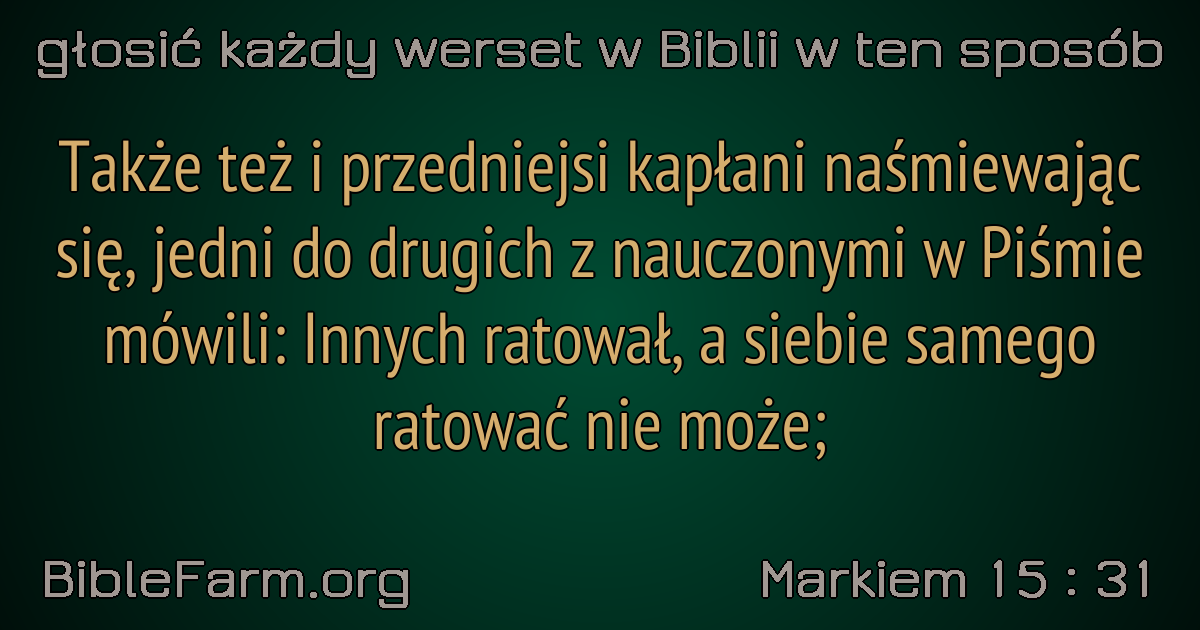 głosić każdy werset w Biblii w ten sposób
Także też i przedniejsi kapłani naśmiewając
się, jedni do drugich z nauczonymi w Piśmie
mówili: Innych ratował, a siebie samego
ratować nie może;
BibleFarm.org
Markiem 15 : 31